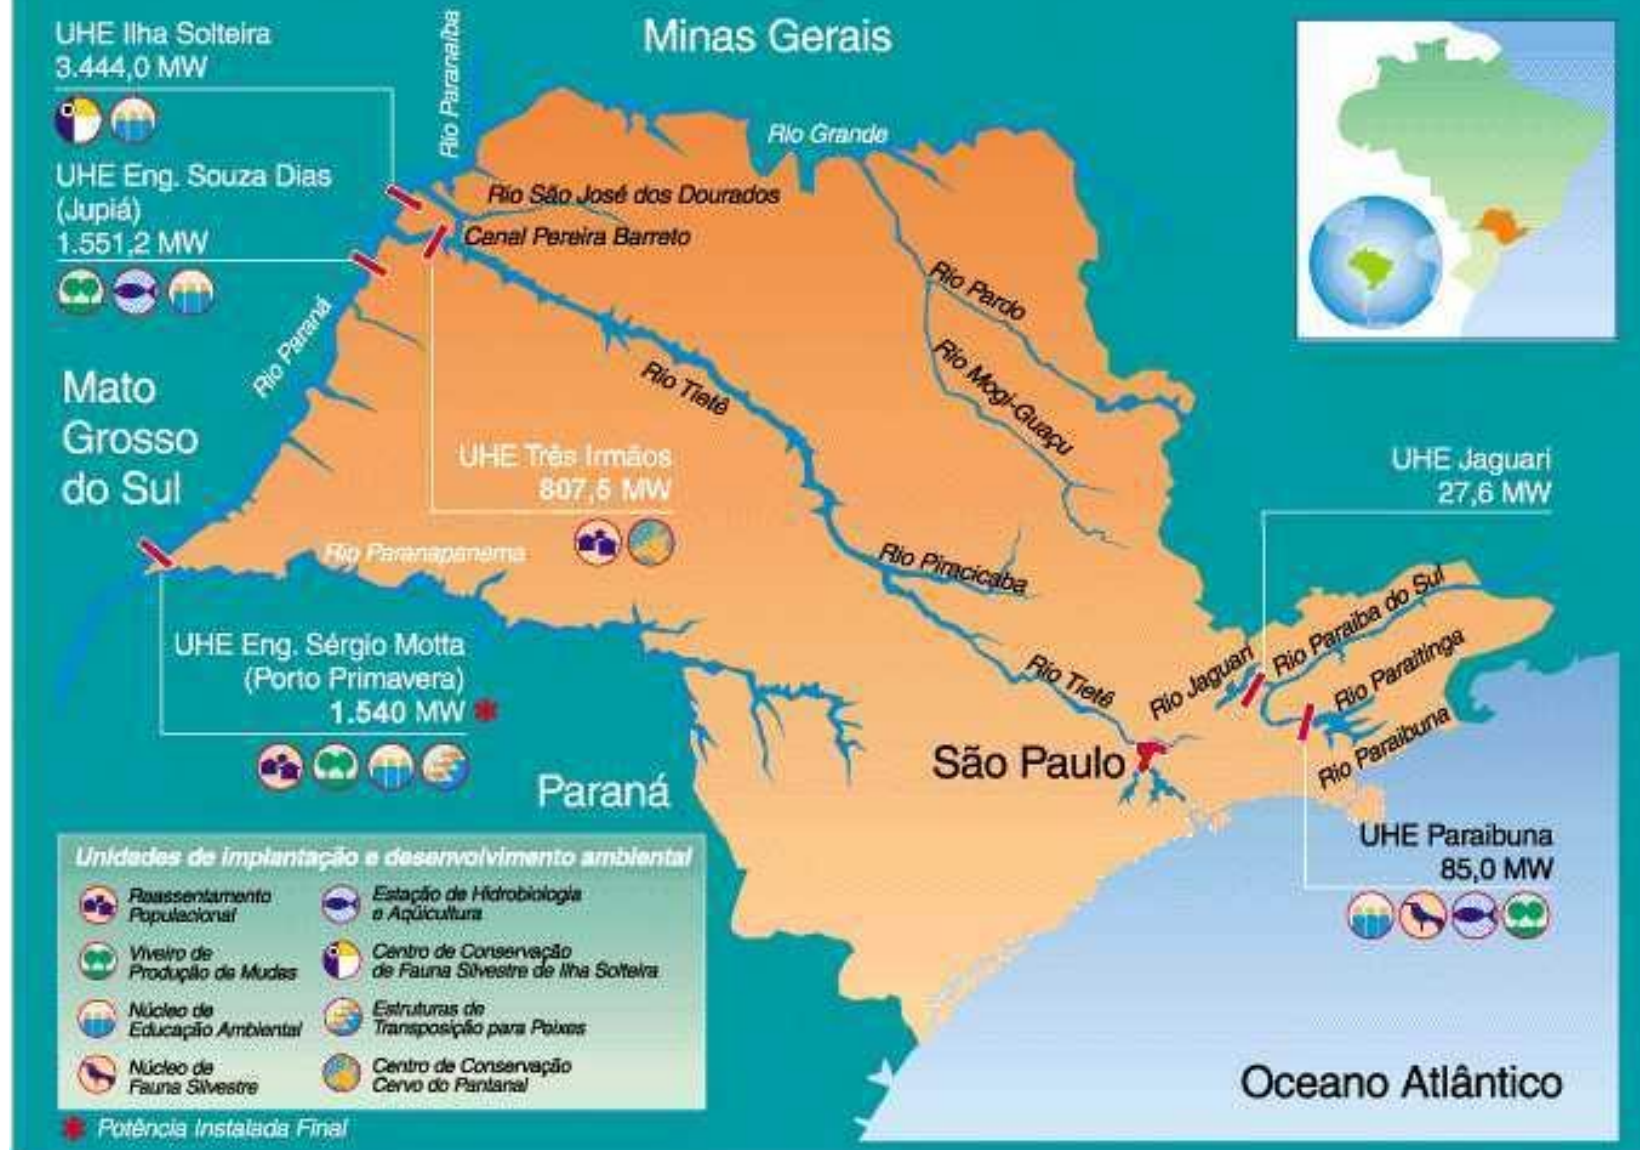 UHE Ilha Solteira
3.444,0 MW
UHE Eng. Souza Dias
(Jupiá)
1.551,2 MW
Rio Paranaíba
Minas Gerais
Rio Grande
Rio São José dos Dourados
Canal Pereira Barreto
Rio Paraná
Mato
Grosso
do Sul
Rio Tietê
Rio Pardo
Rio Mogi-Guaçu
UHE Três Irmãos
807,5 MW
UHE Jaguari
27,6 MW
Rio Paranapanema
Rio Piracicaba
UHE Eng. Sérgio Motta
(Porto Primavera)
1.540 MW *
Rio Tietê
Rio Jaguari
Rio Paraiba do Sul
Rio Paraitinga
Rio Paraibuna
São Paulo
Paraná
UHE Paraibuna
85,0 MW
Unidades de implantação e desenvolvimento ambiental
Reassentamento
Populacional
Viveiro de
Produção de Mudas
Núcleo de
Educação Ambiental
Núcleo de
Fauna Silvestre
Estação de Hidrobiologia
e Aqüicultura
Centro de Conservação
de Fauna Silvestre de Ilha Solteira
Estruturas de
Transposição para Peixes
Centro de Conservação
Cervo do Pantanal
* Potência Instalada Final
Oceano Atlântico